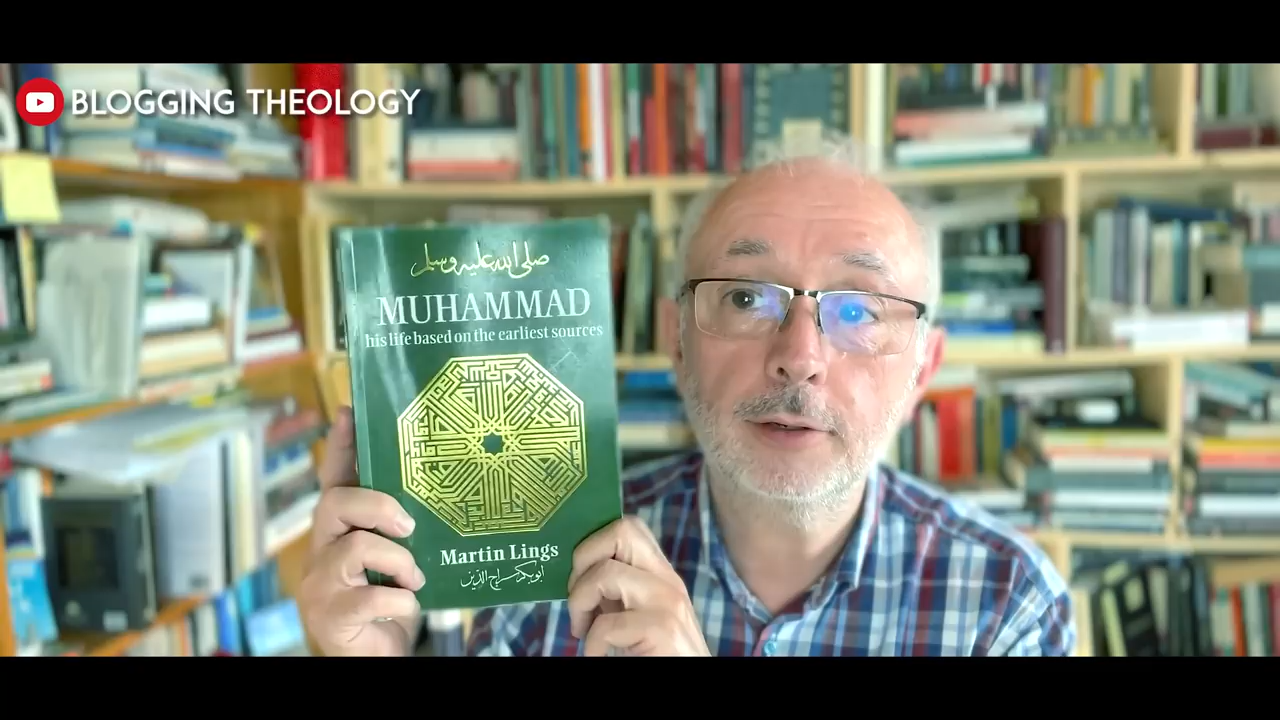 BLOGGING THEOLOGY
صلى الله عليه وسلم
MUHAMMAD
his life based on the earliest sources
Martin Lings
ابو بكر سراج الدين